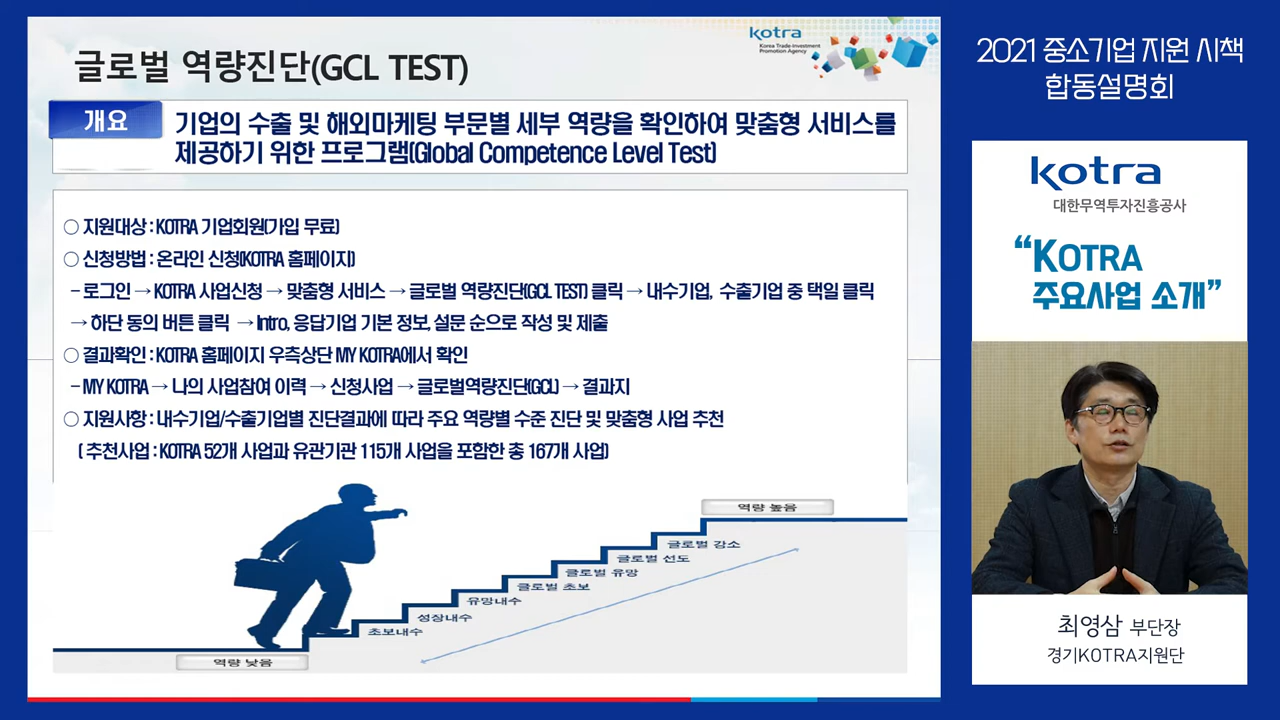 kotra
Korea Trade-Investment
Promotion Agency
글로벌 역량진단(GCL TEST)
개요
기업의 수출 및 해외마케팅 부문별 세부 역량을 확인하여 맞춤형 서비스를
제공하기 위한 프로그램(Global Competence Level Test)
○ 지원대상 : KOTRA 기업회원(가입 무료)
○ 신청방법 : 온라인 신청(KOTRA 홈페이지)
- 로그인 → KOTRA 사업신청 → 맞춤형 서비스 → 글로벌 역량진단(GCL TEST) 클릭 → 내수기업, 수출기업 중 택일 클릭
→ 하단 동의 버튼 클릭 → Intro, 응답기업 기본 정보, 설문 순으로 작성 및 제출
○ 결과확인 : KOTRA 홈페이지 우측상단 MY KOTRA에서 확인
- MY KOTRA → 나의 사업참여 이력 → 신청사업 → 글로벌역량진단(GCL) → 결과지
○ 지원사항 : 내수기업/수출기업별 진단결과에 따라 주요 역량별 수준 진단 및 맞춤형 사업 추천
( 추천사업 : KOTRA 52개 사업과 유관기관 115개 사업을 포함한 총 167개 사업)
역량 높음
글로벌 강소
글로벌 선도
글로벌 유망
글로벌 초보
유망내수
성장내수
초보내수
역량 낮음
2021 중소기업 지원 시책
합동설명회
kotra
대한무역투자진흥공사
“KOTRA
주요사업 소개”
최영삼 부단장
경기KOTRA지원단